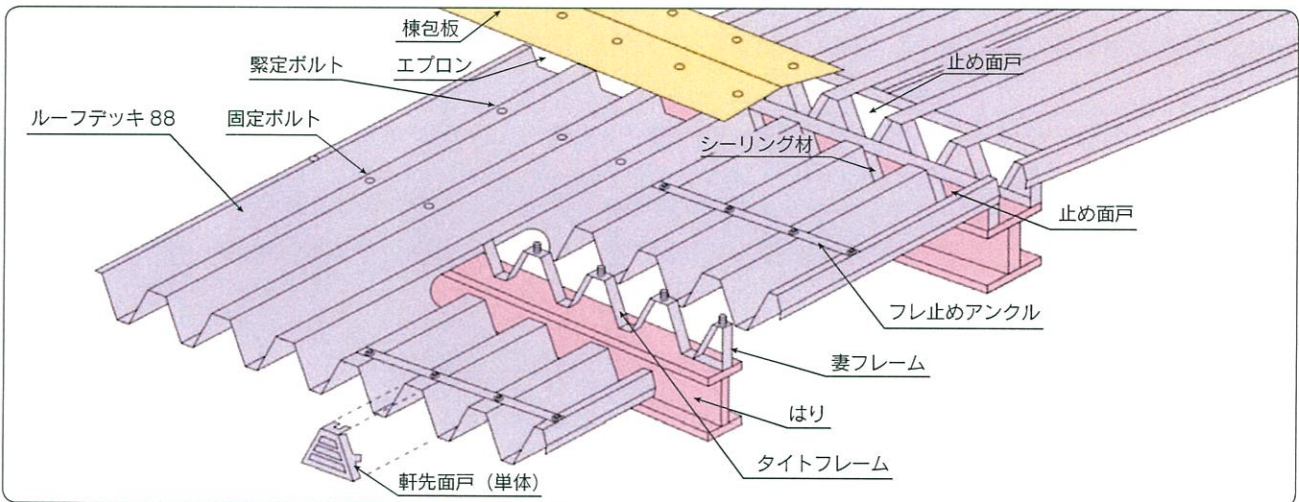 棟包板
エプロン
緊定ボルト
止め面戸
ルーフデッキ 88
固定ボルト
シーリング材
止め面戸
フレ止めアンクル
妻フレーム
はり
タイトフレーム
軒先面戸（単体）